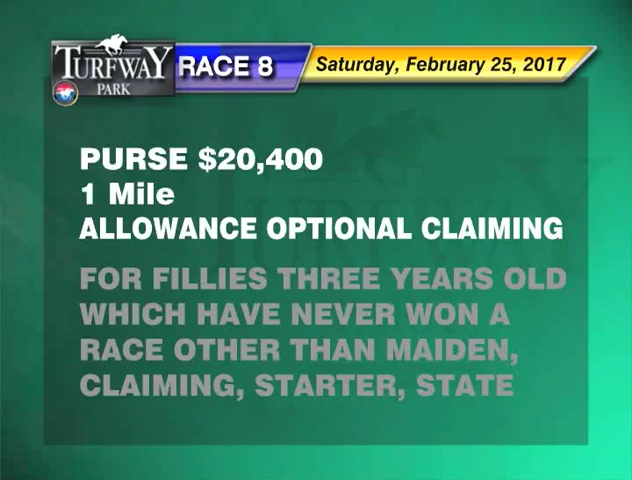 TURFWAY
PARK
RACE 8
Saturday, February 25, 2017
PURSE $20,400
1 Mile
ALLOWANCE OPTIONAL CLAIMING
FOR FILLIES THREE YEARS OLD
WHICH HAVE NEVER WON A
RACE OTHER THAN MAIDEN,
CLAIMING, STARTER, STATE
TURFWAY